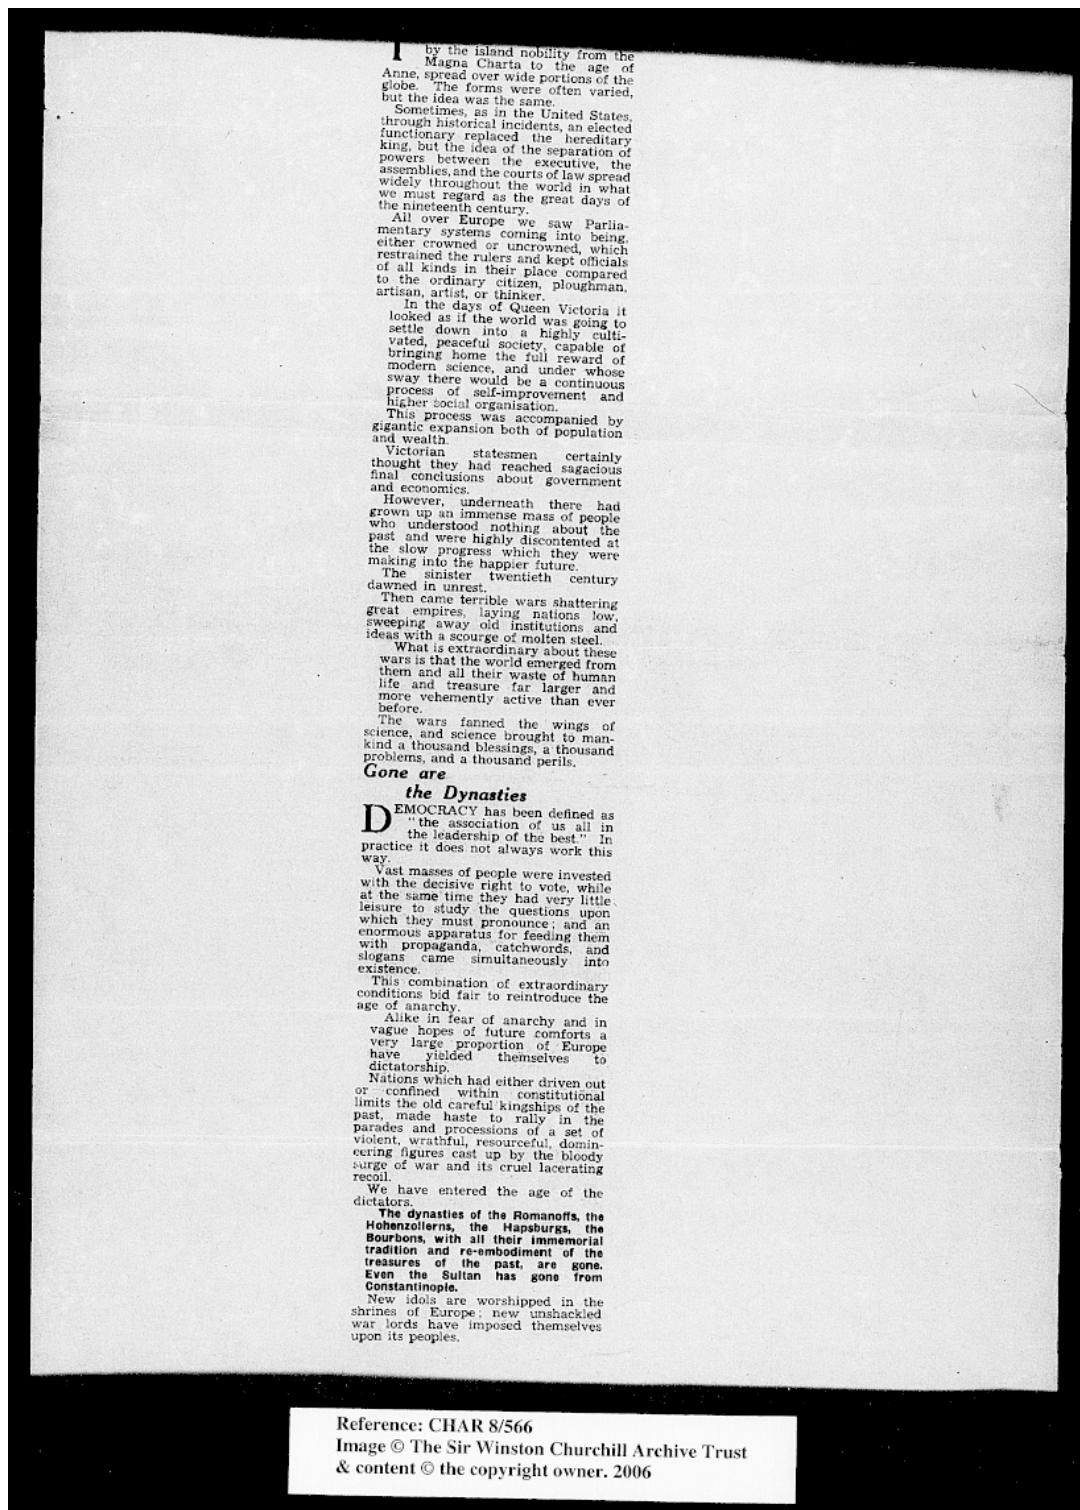 by the island nobility from the
Magna Charta to the age of
Anne, spread over wide portions of the
globe. The forms were often varied,
but the idea was the same.
Sometimes, as in the United States,
through historical incidents, an elected
functionary replaced the hereditary
king, but the idea of the separation of
powers between the executive, the
assemblies, and the courts of law spread
widely throughout the world in what
we must regard as the great days of
the nineteenth century.
All over Europe we saw Parlia-
mentary systems coming into being,
either crowned or uncrowned, which
restrained the rulers and kept officials
of all kinds in their place compared
to the ordinary citizen, ploughman,
artisan, artist, or thinker.
In the days of Queen Victoria it
looked as if the world was going to
settle down into a highly culti-
vated, peaceful society, capable of
bringing home the full reward of
modern science, and under whose
sway there would be a continuous
process of self-improvement and
higher social organisation.
This process was accompanied by
gigantic expansion both of population
and wealth.
Victorian statesmen certainly
thought they had reached sagacious
final conclusions about government
and economics.
However, underneath there had
grown up an immense mass of people
who understood nothing about the
past and were highly discontented at
the slow progress which they were
making into the happier future.
The sinister twentieth century
dawned in unrest.
Then came terrible wars shattering
great empires, laying nations low,
sweeping away old institutions and
ideas with a scourge of molten steel.
What is extraordinary about these
wars is that the world emerged from
them and all their waste of human
life and treasure far larger and
more vehemently active than ever
before.
The wars fanned the wings of
science, and science brought to man-
kind a thousand blessings, a thousand
problems, and a thousand perils.
Gone are
the Dynasties
DEMOCRACY has been defined as
"the association of us all in
the leadership of the best." In
practice it does not always work this
way.
Vast masses of people were invested
with the decisive right to vote, while
at the same time they had very little
leisure to study the questions upon
which they must pronounce; and an
enormous apparatus for feeding them
with propaganda, catchwords, and
slogans came simultaneously into
existence.
This combination of extraordinary
conditions bid fair to reintroduce the
age of anarchy.
Alike in fear of anarchy and in
vague hopes of future comforts a
very large proportion of Europe
have yielded themselves to
dictatorship.
Nations which had either driven out
or confined within constitutional
limits the old careful kingships of the
past, made haste to rally in the
parades and processions of a set of
violent, wrathful, resourceful, domin-
eering figures cast up by the bloody
surge of war and its cruel lacerating
recoil.
We have entered the age of the
dictators.
The dynasties of the Romanoffs, the
Hohenzollerns, the Hapsburgs, the
Bourbons, with all their immemorial
tradition and re-embodiment of the
treasures of the past, are gone.
Even the Sultan has gone from
Constantinople.
New idols are worshipped in the
shrines of Europe; new unshackled
war lords have imposed themselves
upon its peoples.
Reference: CHAR 8/566
Image © The Sir Winston Churchill Archive Trust
& content © the copyright owner. 2006